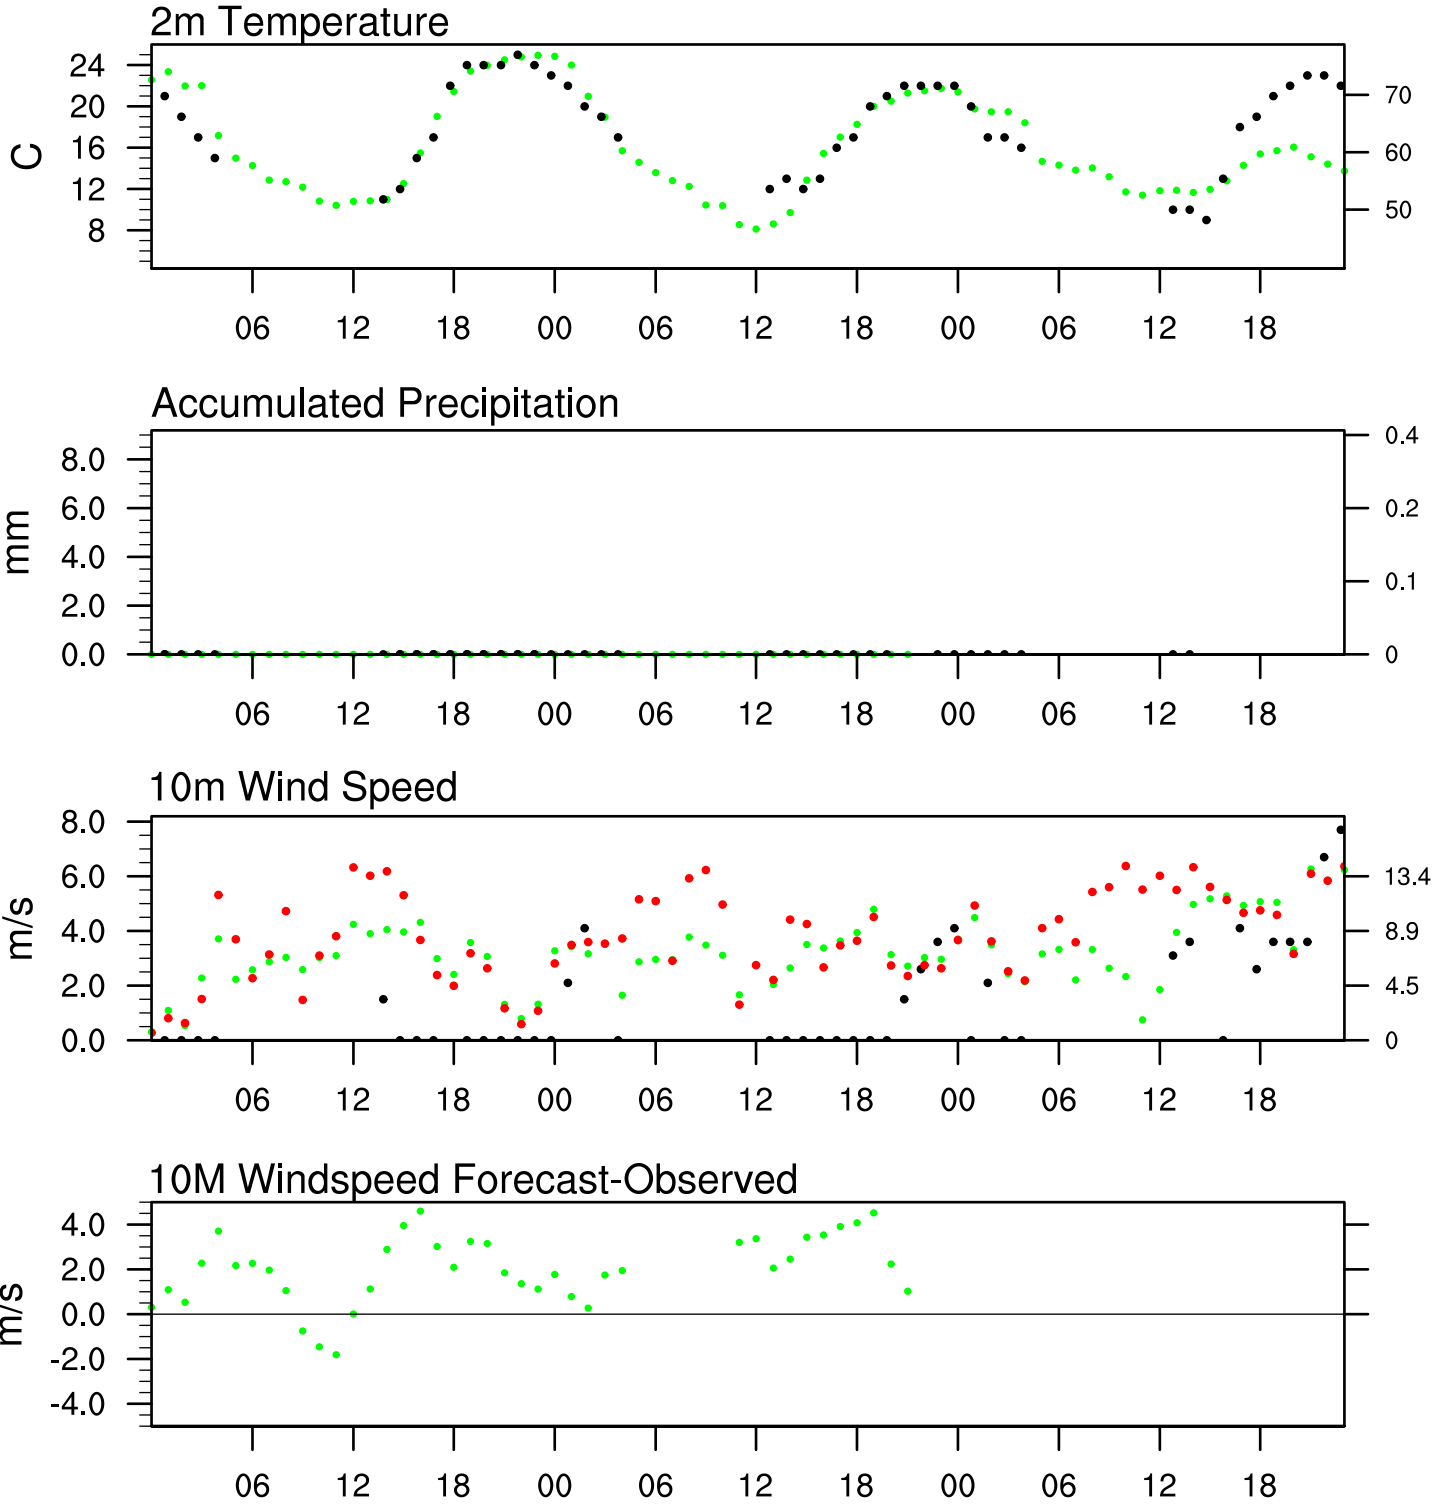 2m Temperature
C
24
20
16
12
8
70
60
50
06 12 18 00 06 12 18 00 06 12 18
Accumulated Precipitation
mm
8.0
6.0
4.0
2.0
0.0
0.4
0.2
0.1
0
06 12 18 00 06 12 18 00 06 12 18
10m Wind Speed
m/s
8.0
6.0
4.0
2.0
0.0
13.4
8.9
4.5
0
06 12 18 00 06 12 18 00 06 12 18
10M Windspeed Forecast-Observed
m/s
4.0
2.0
0.0
-2.0
-4.0
06 12 18 00 06 12 18 00 06 12 18